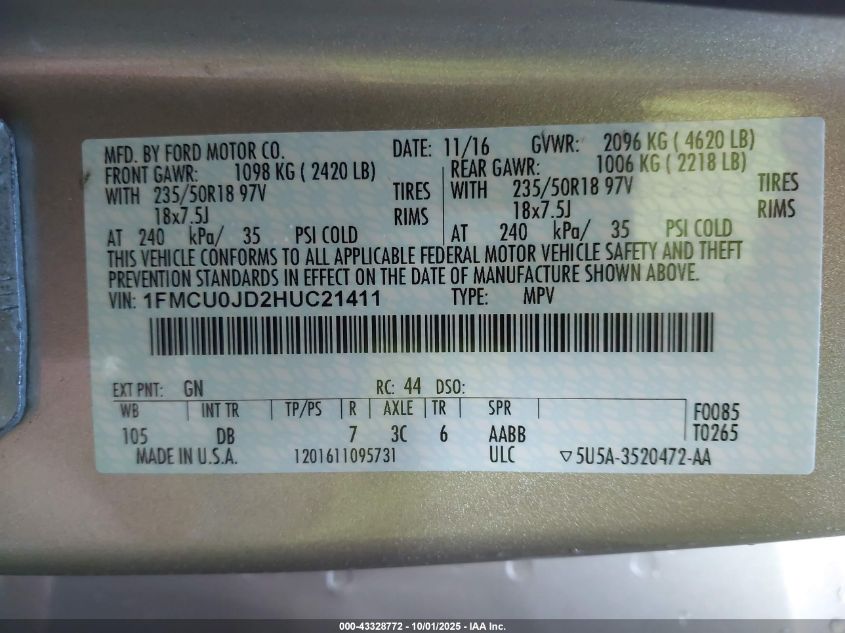 MFD. BY FORD MOTOR CO. DATE: 11/16 GVWR: 2096 KG ( 4620 LB)
FRONT GAWR: 1098 KG ( 2420 LB) REAR GAWR: 1006 KG ( 2218 LB)
WITH 235/50R18 97V TIRES WITH 235/50R18 97V TIRES
18x7.5J RIMS 18x7.5J RIMS
AT 240 kPa/ 35 PSI COLD AT 240 kPa/ 35 PSI COLD
THIS VEHICLE CONFORMS TO ALL APPLICABLE FEDERAL MOTOR VEHICLE SAFETY AND THEFT
PREVENTION STANDARDS IN EFFECT ON THE DATE OF MANUFACTURE SHOWN ABOVE.
VIN: 1FMCU0JD2HUC21411 TYPE: MPV
EXT PNT: GN RC: 44 DSO:
WB INT TR TP/PS R AXLE TR SPR F0085
105 DB 7 3C 6 AABB T0265
MADE IN U.S.A. 1201611095731 ULC ▽5U5A-3520472-AA
000-43328772 - 10/01/2025 - IAA Inc.